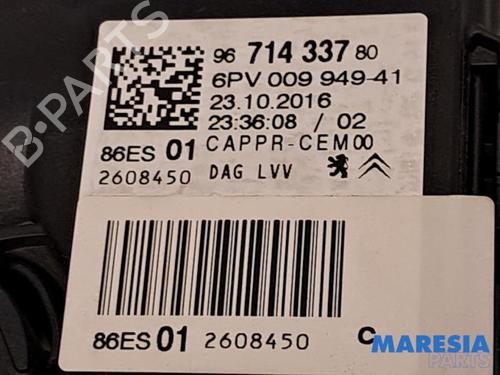 96 714 337 80
6PV 009 949-41
23.10.2016
23:36:08 / 02
86ES 01 CAPPR-CEM00
2608450 DAG LVV
86ES 01 2608450 C
MARESIA
PARTS